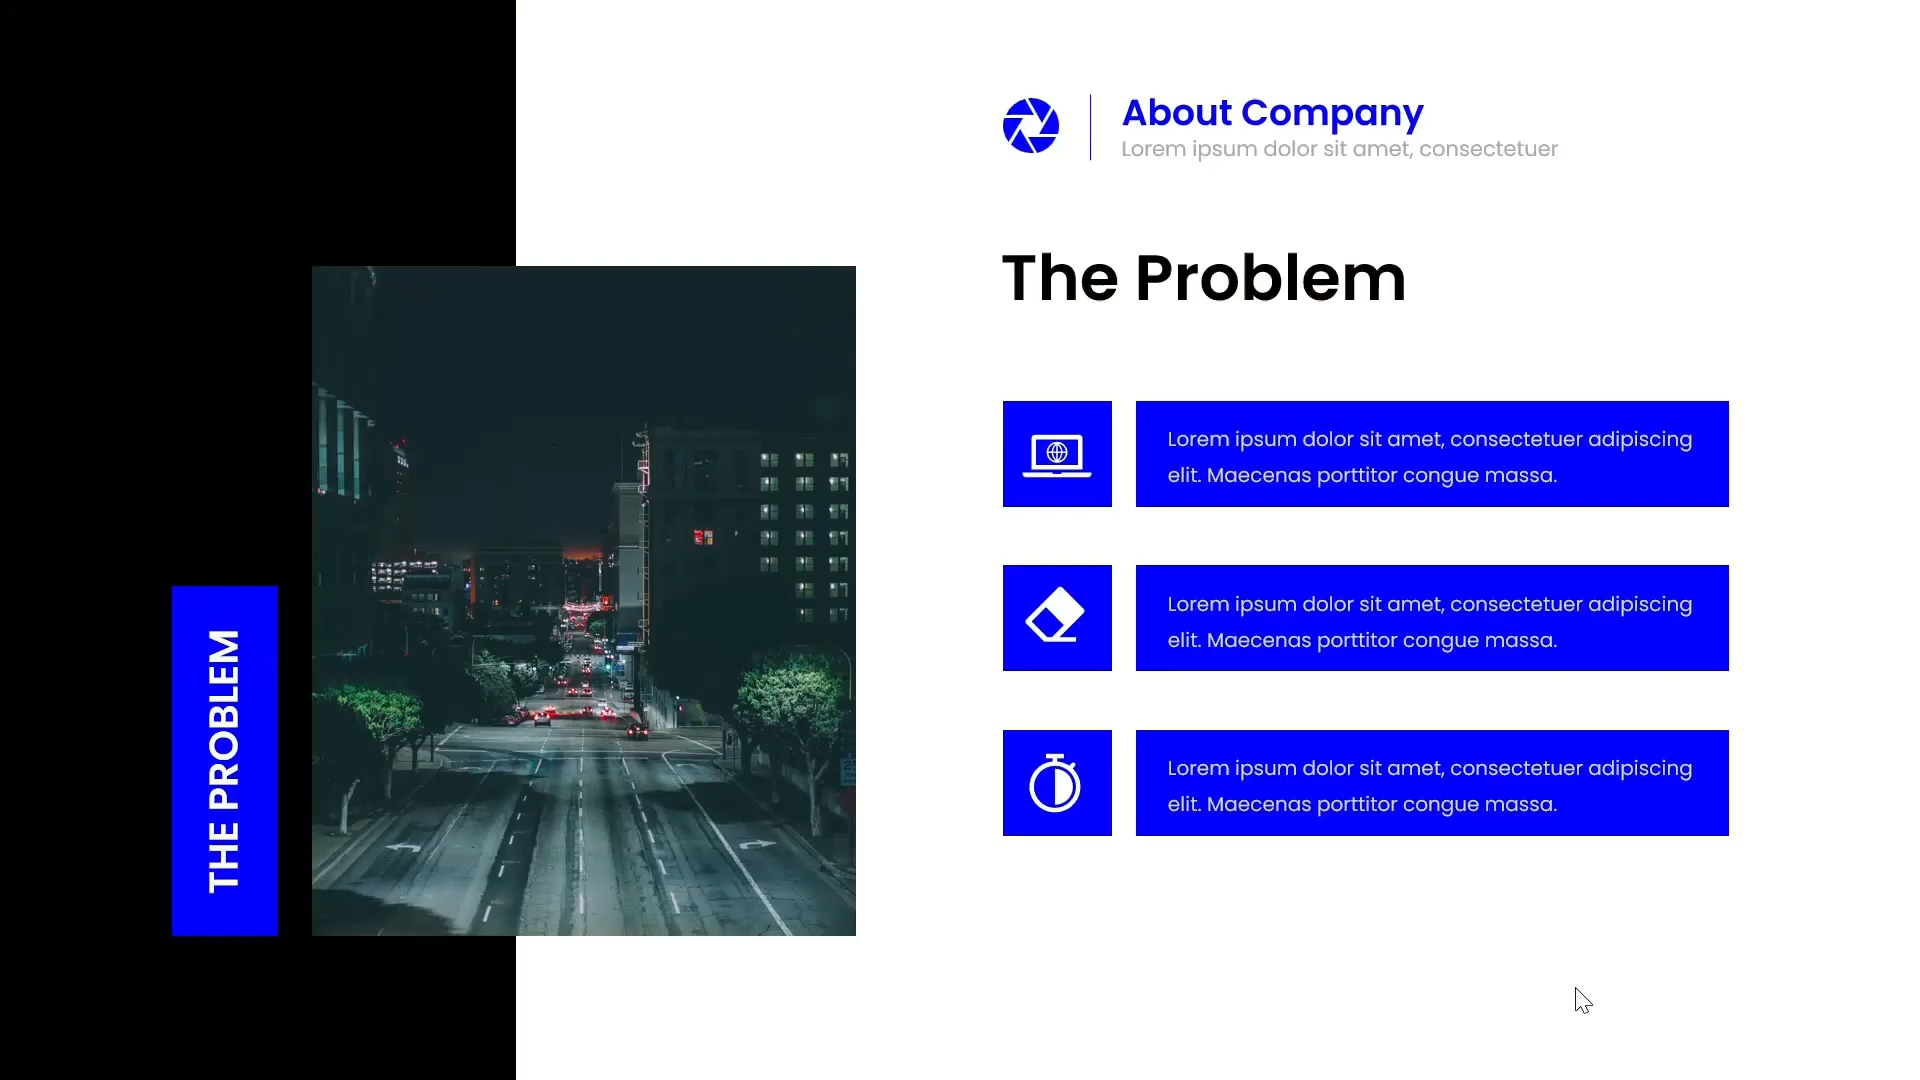 About Company
Lorem ipsum dolor sit amet, consectetuer
The Problem
Lorem ipsum dolor sit amet, consectetuer adipiscing
elit. Maecenas porttitor congue massa.
Lorem ipsum dolor sit amet, consectetuer adipiscing
elit. Maecenas porttitor congue massa.
Lorem ipsum dolor sit amet, consectetuer adipiscing
elit. Maecenas porttitor congue massa.
THE PROBLEM